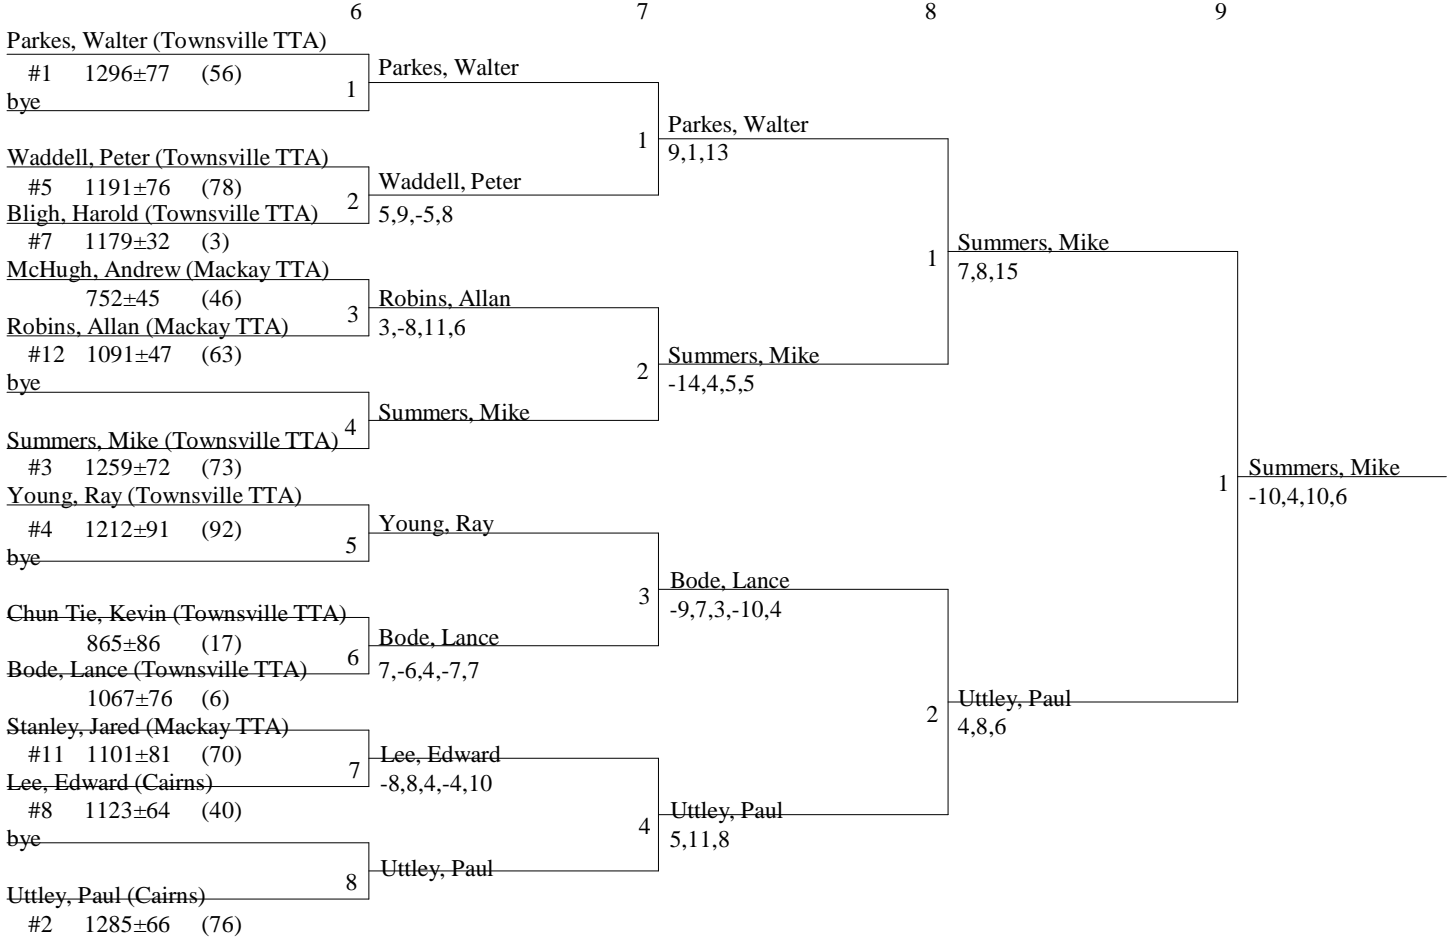 6 7 8 9
Parkes, Walter (Townsville TTA)
#1 1296±77 (56)
bye
1
Parkes, Walter
Waddell, Peter (Townsville TTA)
#5 1191±76 (78)
Bligh, Harold (Townsville TTA)
#7 1179±32 (3)
2
Waddell, Peter
5,9,-5,8
McHugh, Andrew (Mackay TTA)
752±45 (46)
Robins, Allan (Mackay TTA)
#12 1091±47 (63)
3
Robins, Allan
3,-8,11,6
bye
Summers, Mike (Townsville TTA)
#3 1259±72 (73)
4
Summers, Mike
Young, Ray (Townsville TTA)
#4 1212±91 (92)
bye
5
Young, Ray
Chun Tie, Kevin (Townsville TTA)
865±86 (17)
Bode, Lance (Townsville TTA)
1067±76 (6)
6
Bode, Lance
7,-6,4,-7,7
Stanley, Jared (Mackay TTA)
#11 1101±81 (70)
Lee, Edward (Cairns)
#8 1123±64 (40)
7
Lee, Edward
-8,8,4,-4,10
bye
Uttley, Paul (Cairns)
#2 1285±66 (76)
8
Uttley, Paul
1
Parkes, Walter
9,1,13
2
Summers, Mike
-14,4,5,5
3
Bode, Lance
-9,7,3,-10,4
4
Uttley, Paul
5,11,8
1
Summers, Mike
7,8,15
2
Uttley, Paul
4,8,6
1
Summers, Mike
-10,4,10,6